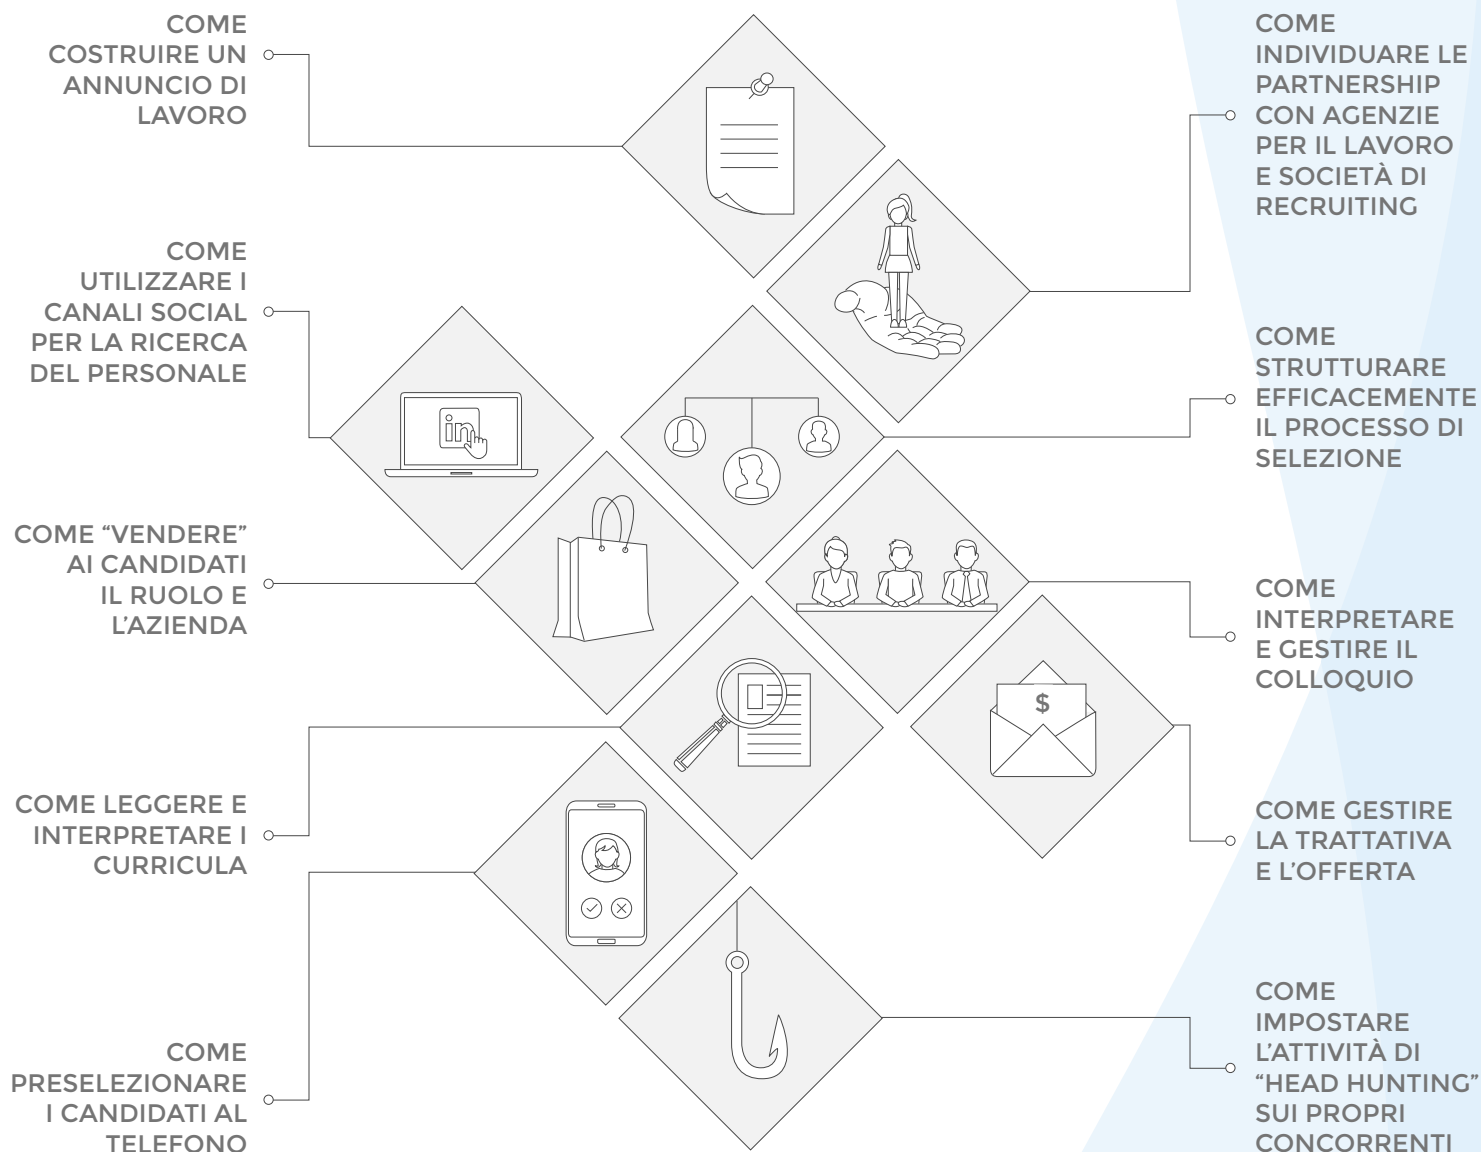 COME
COSTRUIRE UN
ANNUNCIO DI
LAVORO
COME
INDIVIDUARE LE
PARTNERSHIP
CON AGENZIE
PER IL LAVORO
E SOCIETÀ DI
RECRUITING
COME
UTILIZZARE I
CANALI SOCIAL
PER LA RICERCA
DEL PERSONALE
COME
STRUTTURARE
EFFICACEMENTE
IL PROCESSO DI
SELEZIONE
in
COME “VENDERE”
AI CANDIDATI
IL RUOLO E
L’AZIENDA
COME
INTERPRETARE
E GESTIRE IL
COLLOQUIO
$
COME LEGGERE E
INTERPRETARE I
CURRICULA
COME GESTIRE
LA TRATTATIVA
E L’OFFERTA
COME
PRESELEZIONARE
I CANDIDATI AL
TELEFONO
COME
IMPOSTARE
L’ATTIVITÀ DI
“HEAD HUNTING”
SUI PROPRI
CONCORRENTI